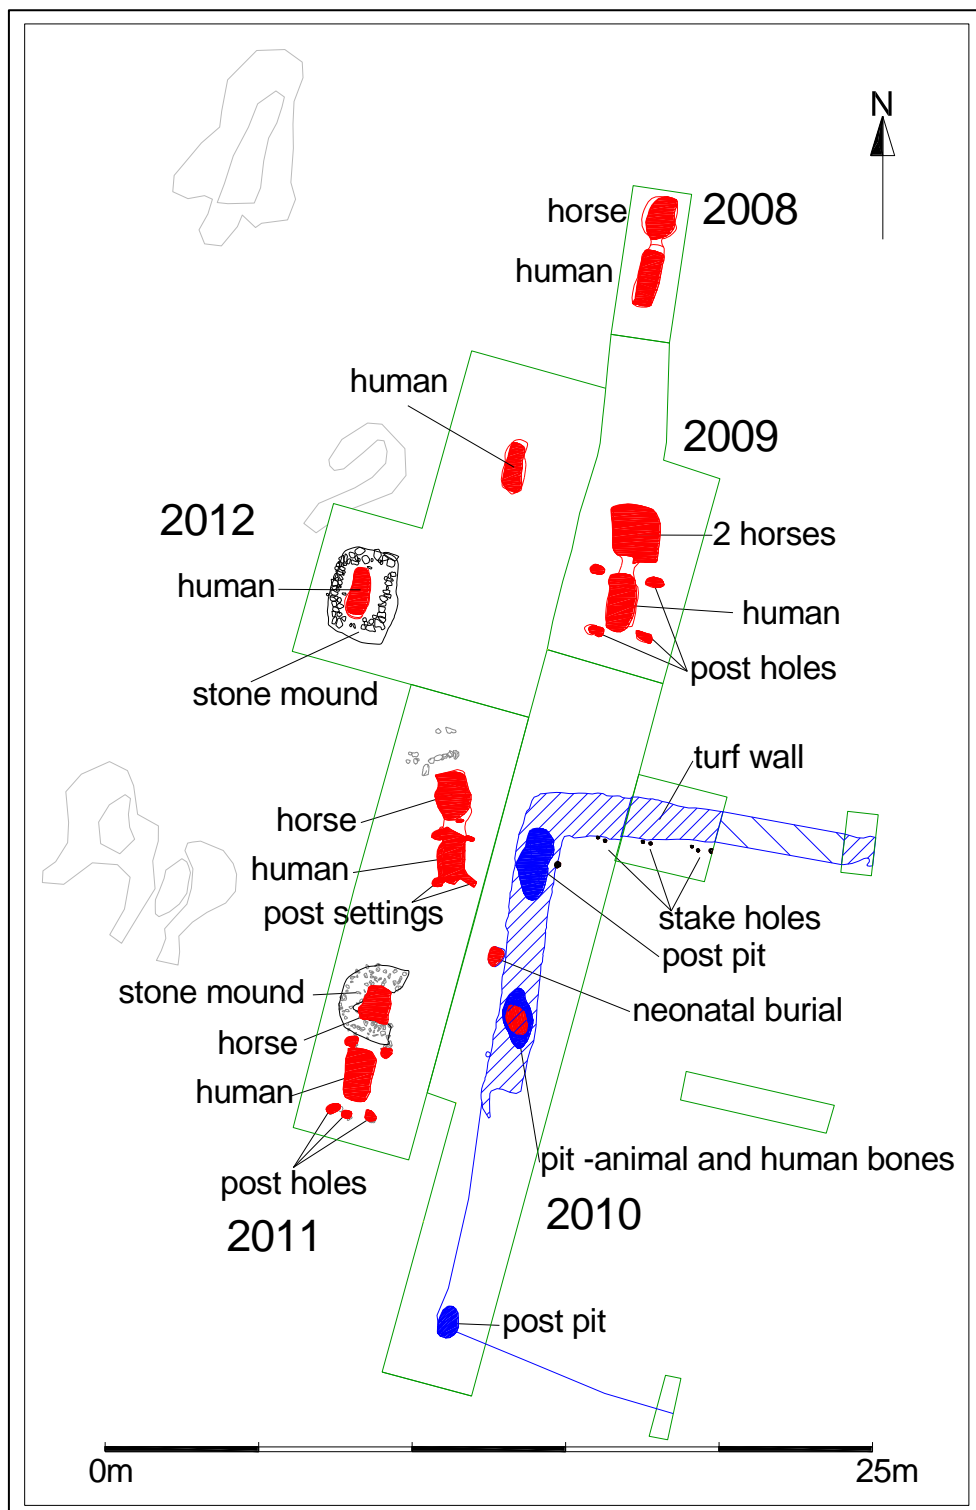 N
horse
2008
human
human
2009
2012
2 horses
human
human
post holes
stone mound
turf wall
horse
human
post settings
stake holes
post pit
stone mound
neonatal burial
horse
human
pit -animal and human bones
post holes
2010
2011
post pit
0m
25m